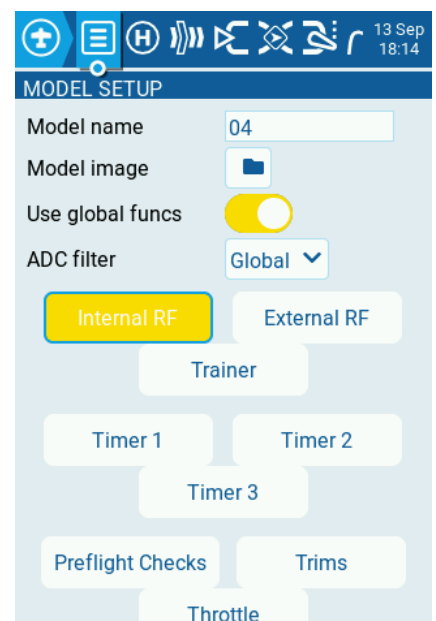 H
13 Sep
18:14
MODEL SETUP
Model name 04
Model image
Use global funcs
ADC filter Global
Internal RF External RF
Trainer
Timer 1 Timer 2
Timer 3
Preflight Checks Trims
Throttle